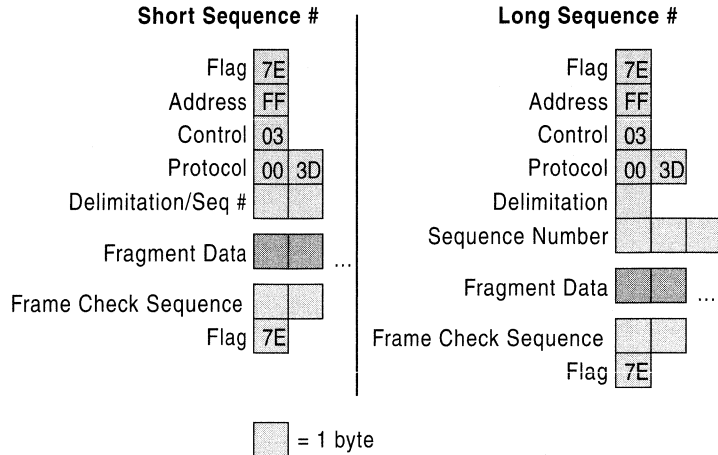 Short Sequence #
Flag 7E
Address FF
Control 03
Protocol 00 3D
Delimitation/Seq #
Fragment Data ...
Frame Check Sequence
Flag 7E
Long Sequence #
Flag 7E
Address FF
Control 03
Protocol 00 3D
Delimitation
Sequence Number
Fragment Data ...
Frame Check Sequence
Flag 7E
= 1 byte